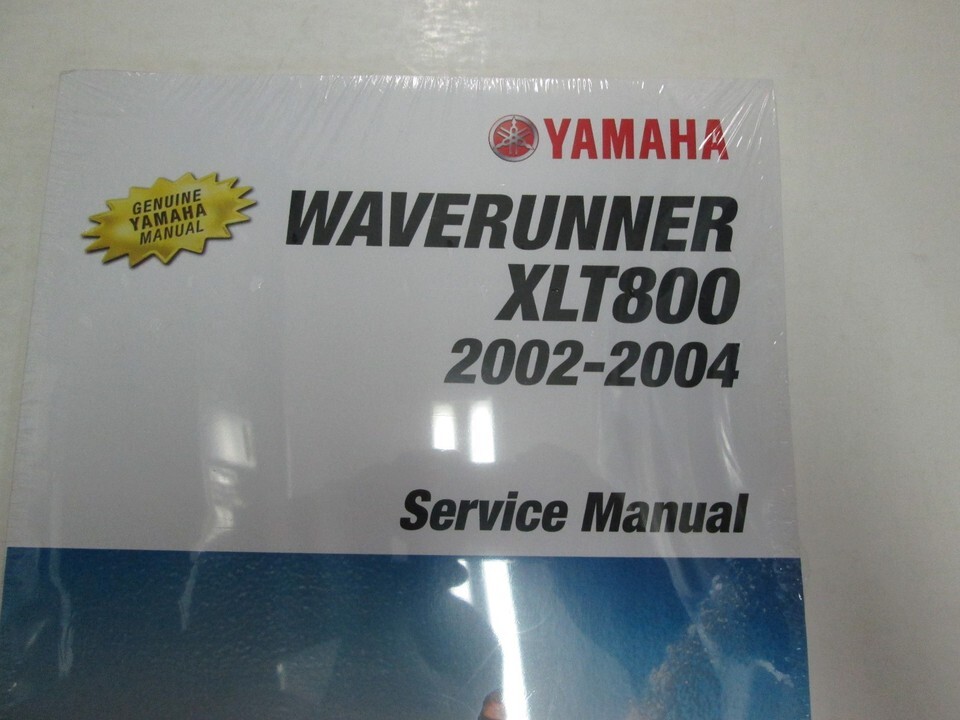 YAMAHA
GENUINE
YAMAHA
MANUAL
WAVERUNNER
XLT800
2002-2004
Service Manual